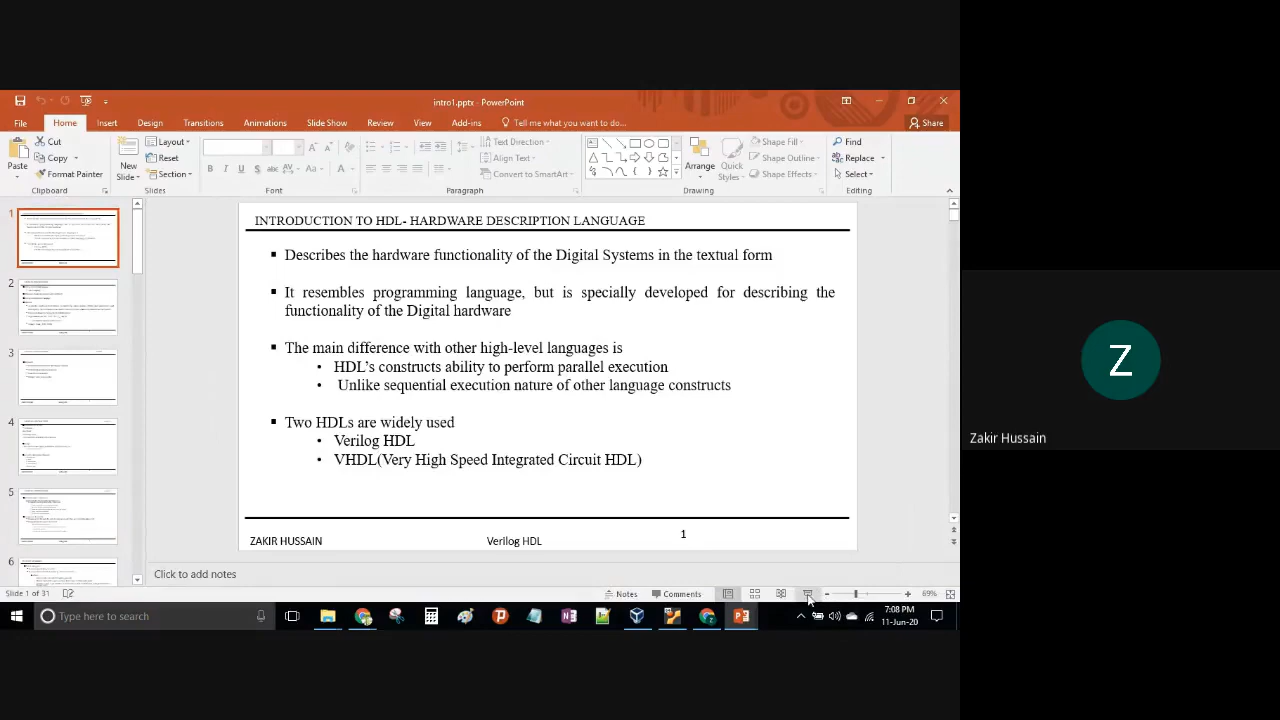 intro1.pptx - PowerPoint
File Home Insert Design Transitions Animations Slide Show Review View Add-ins Tell me what you want to do... Share
Paste
Cut
Copy
Format Painter
Clipboard
New
Slide
Layout
Reset
Section
Slides
Font
Text Direction
Align Text
Convert to SmartArt
Paragraph
Arrange
Quick
Styles
Shape Fill
Shape Outline
Shape Effects
Drawing
Find
Replace
Select
Editing
1
2
3
4
5
6
INTRODUCTION TO HDL- HARDWARE DESCRIPTION LANGUAGE
Describes the hardware functionality of the Digital Systems in the textual form
It resembles programming language, but is specially developed for describing the
functionality of the Digital hardware
The main difference with other high-level languages is
HDL's constructs ability to perform parallel execution
Unlike sequential execution nature of other language constructs
Two HDLs are widely used
Verilog HDL
VHDL(Very High Speed Integrated Circuit HDL)
ZAKIR HUSSAIN Verilog HDL 1
Click to add notes
Slide 1 of 31 Notes Comments 69%
Type here to search
7:08 PM
11-Jun-20
Z
Zakir Hussain